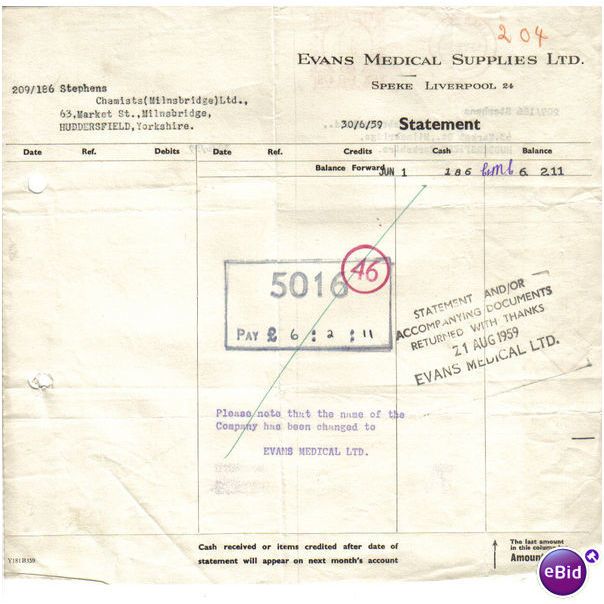 204
EVANS MEDICAL SUPPLIES LTD.
SPEKE LIVERPOOL 24
209/186 Stephens
Chamists(Milnsbridge)Ltd.,
63,Market St.,Milnsbridge,
HUDDERSFIELD,Yorkshire.
30/6/59 Statement
Date Ref. Debits Date Ref. Credits Cash Balance
Balance Forward JUN 1 186 6. 2.11
5016
46
PAY £ 6 : 2 : 11
STATEMENT AND/OR
ACCOMPANYING DOCUMENTS
RETURNED WITH THANKS
21 AUG 1959
EVANS MEDICAL LTD.
Please note that the name of the
Company has been changed to
EVANS MEDICAL LTD.
Cash received or items credited after date of
statement will appear on next month's account
The last amount
in this column
Amount
Y181B359
eBid